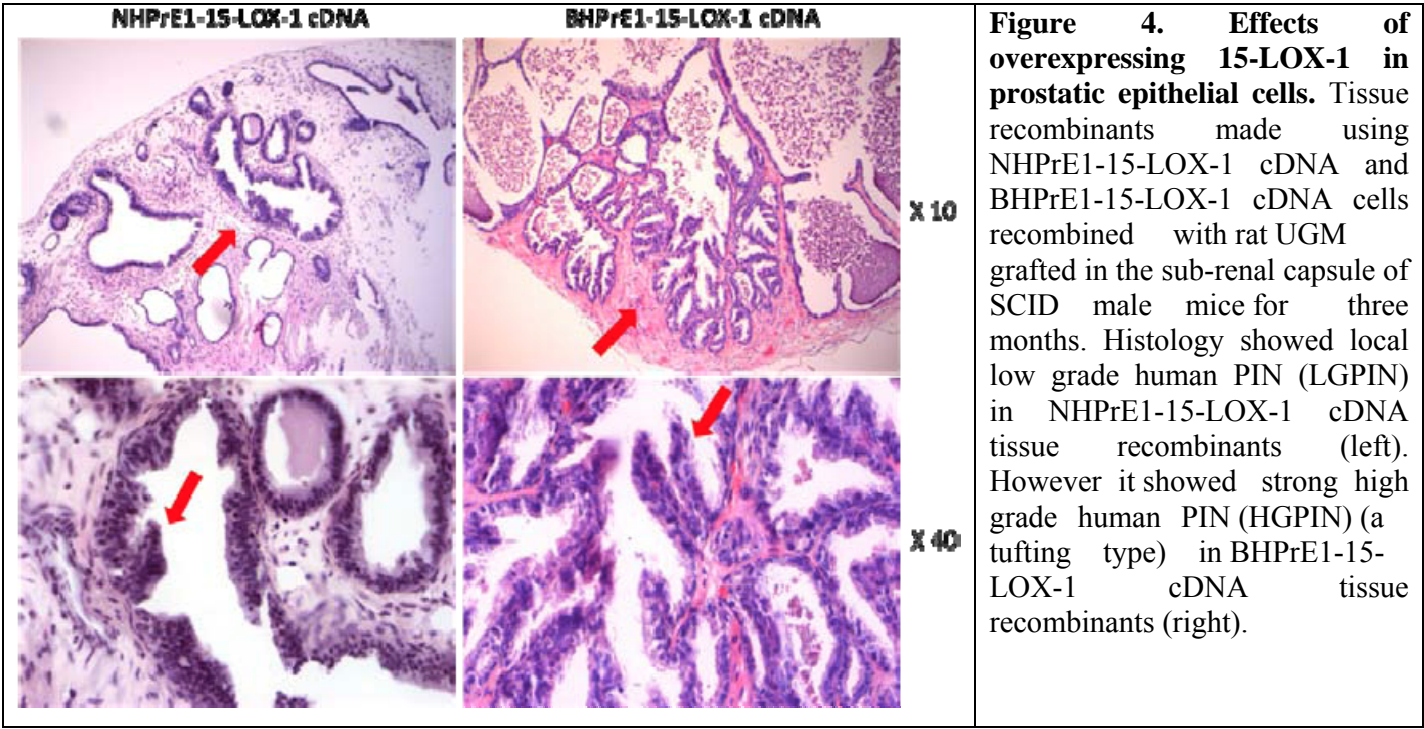 NHPrE1-15-LOX-1 cDNA
BHPrE1-15-LOX-1 cDNA
X 10
X 40
Figure 4. Effects of
overexpressing 15-LOX-1 in
prostatic epithelial cells. Tissue
recombinants made using
NHPrE1-15-LOX-1 cDNA and
BHPrE1-15-LOX-1 cDNA cells
recombined with rat UGM
grafted in the sub-renal capsule of
SCID male mice for three
months. Histology showed local
low grade human PIN (LGPIN)
in NHPrE1-15-LOX-1 cDNA
tissue recombinants (left).
However it showed strong high
grade human PIN (HGPIN) (a
tufting type) in BHPrE1-15-
LOX-1 cDNA tissue
recombinants (right).